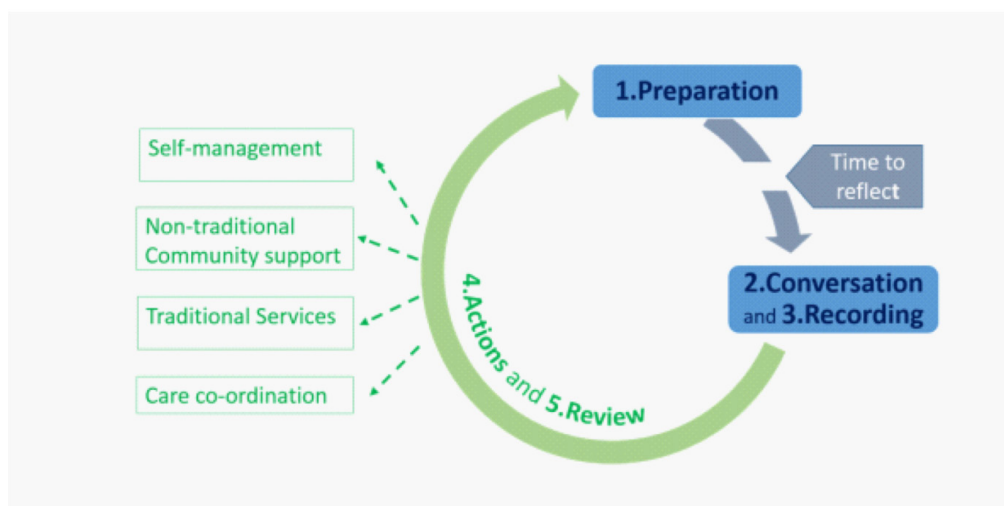 1.Preparation
Time to
reflect
2.Conversation
and 3.Recording
4.Actions and 5.Review
Self-management
Non-traditional
Community support
Traditional Services
Care co-ordination